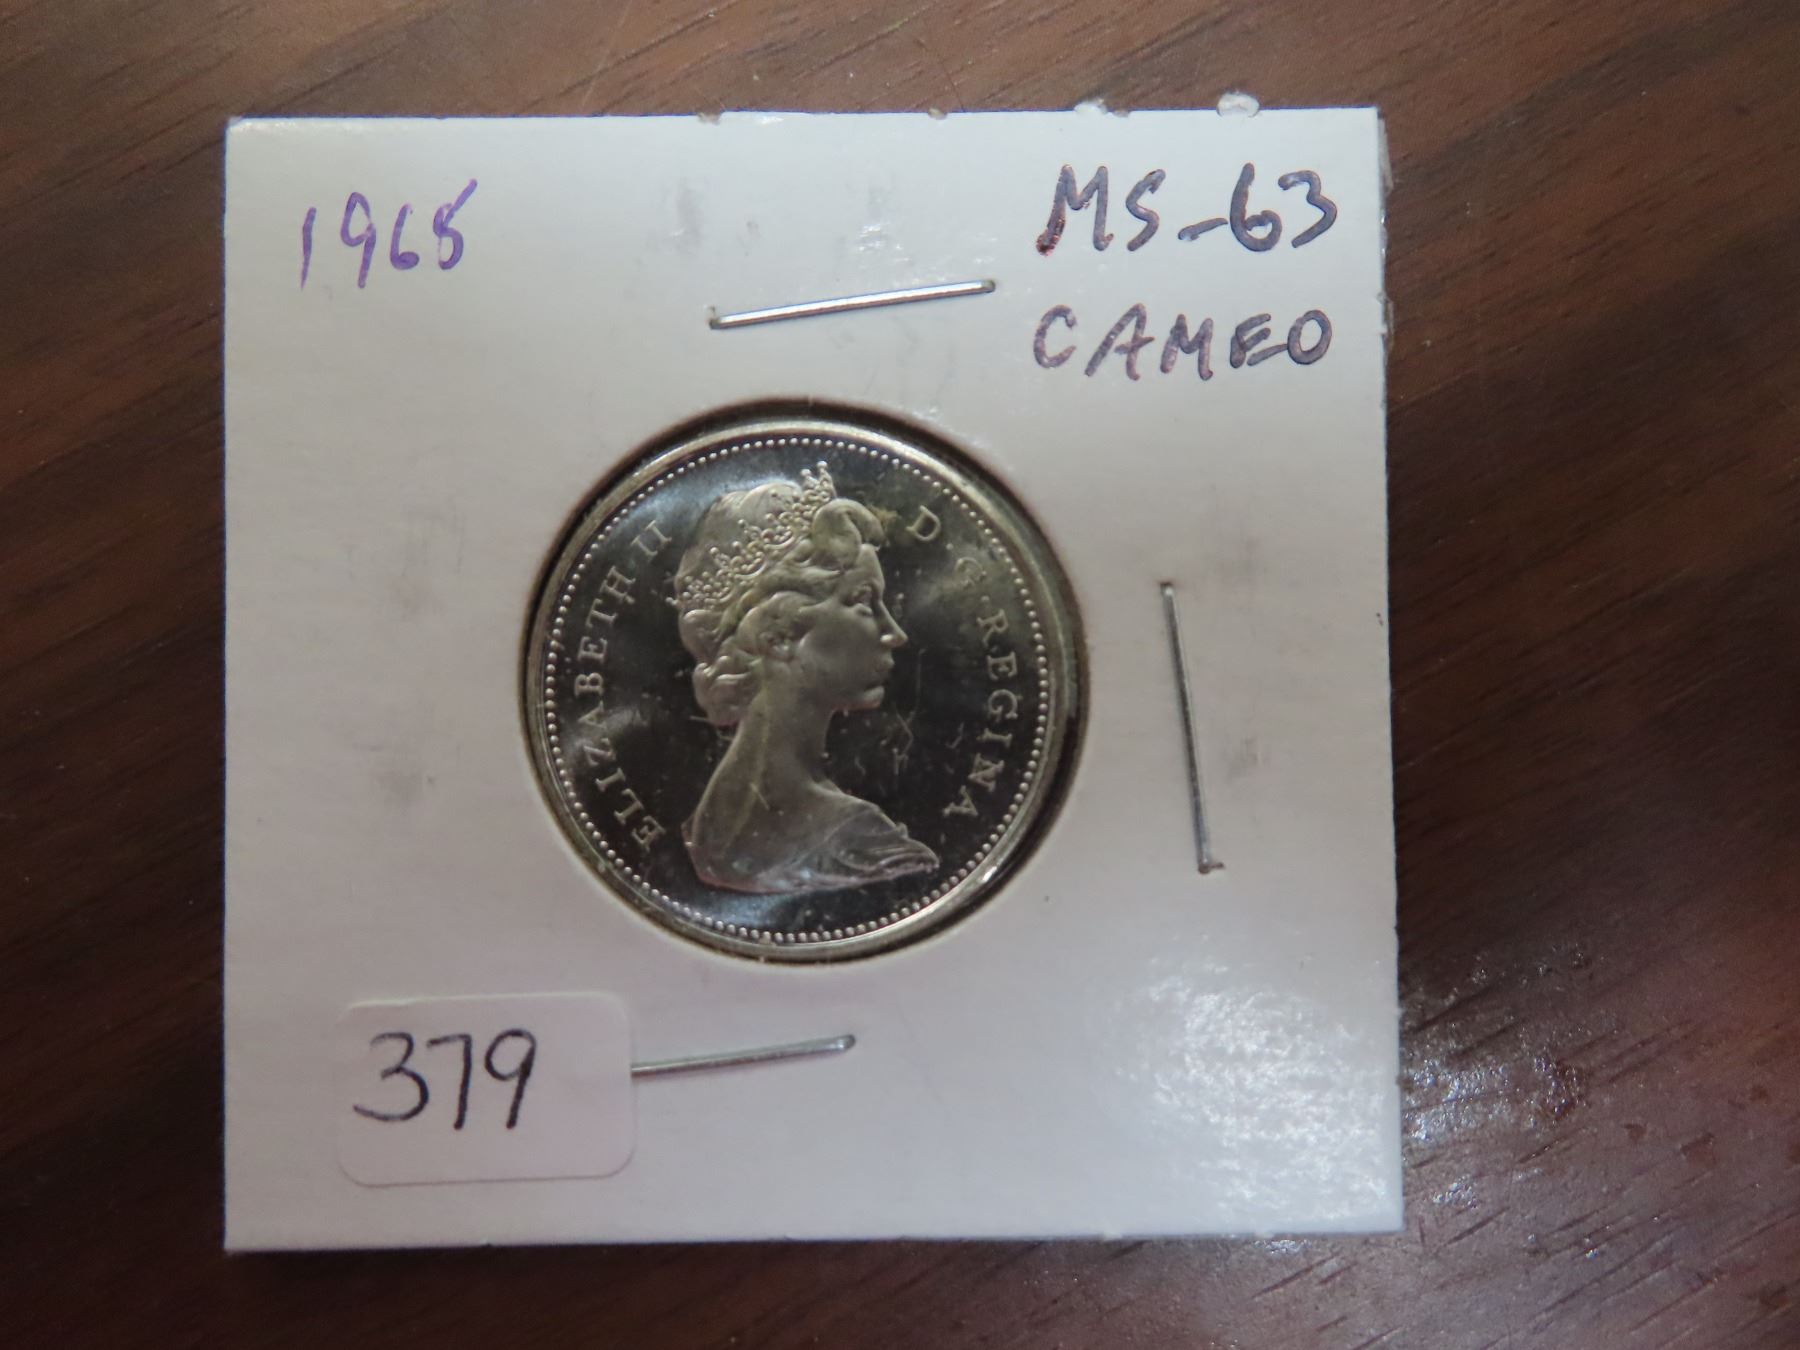 1968
MS-63
CAMEO
ELIZABETH II D·G·REGINA
379